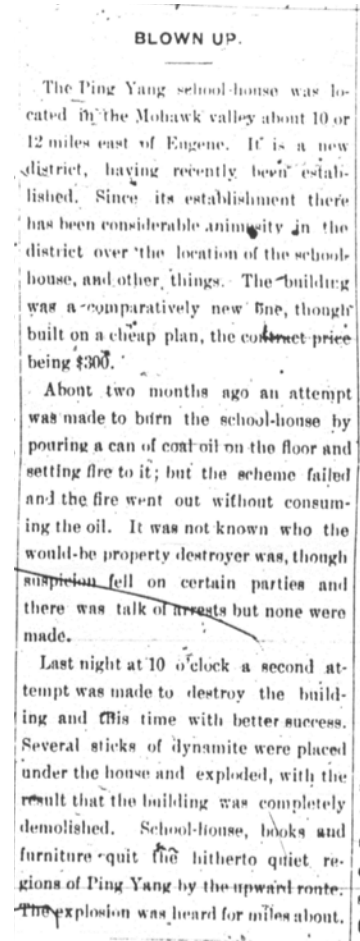 BLOWN UP.
The Ping Yang school-house was lo-
cated in the Mohawk valley about 10 or
12 miles east of Eugene. It is a new
district, having recently been estab-
lished. Since its establishment there
has been considerable animosity in the
district over the location of the school-
house, and other things. The building
was a comparatively new one, though
built on a cheap plan, the contract price
being $300.
About two months ago an attempt
was made to burn the school-house by
pouring a can of coal oil on the floor and
setting fire to it; but the scheme failed
and the fire went out without consum-
ing the oil. It was not known who the
would-be property destroyer was, though
suspicion fell on certain parties and
there was talk of arrests but none were
made.
Last night at 10 o'clock a second at-
tempt was made to destroy the build-
ing and this time with better success.
Several sticks of dynamite were placed
under the house and exploded, with the
result that the building was completely
demolished. School-house, books and
furniture quit the hitherto quiet re-
gions of Ping Yang by the upward route.
The explosion was heard for miles about.